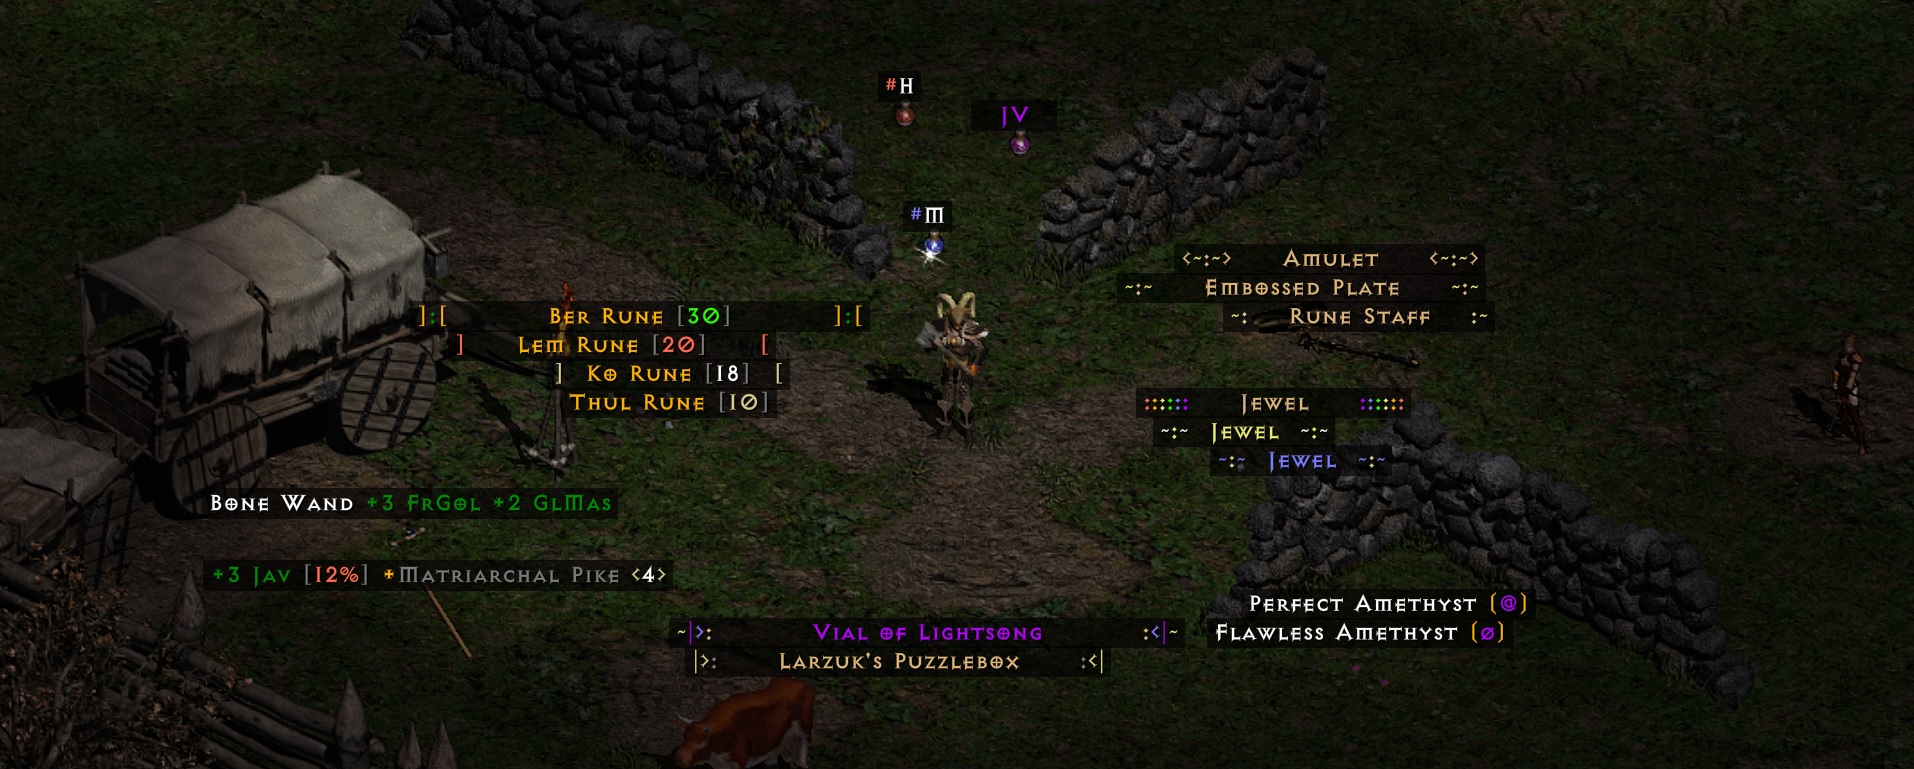 #H
JV
#M
<~:~> Amulet <~:~>
~:~ Embossed Plate ~:~
]:[ Ber Rune [30] ]:[
~: Rune Staff :~
] Lem Rune [20] [
] Ko Rune [18] [
Thul Rune [10]
:::::: Jewel ::::::
~:~ Jewel ~:~
~:~ Jewel ~:~
Bone Wand +3 FrGol +2 GlMas
+3 Jav [12%] +Matriarchal Pike <4>
Perfect Amethyst (@)
~|>: Vial of Lightsong :<|~
Flawless Amethyst (ø)
|>: Larzuk's Puzzlebox :<|